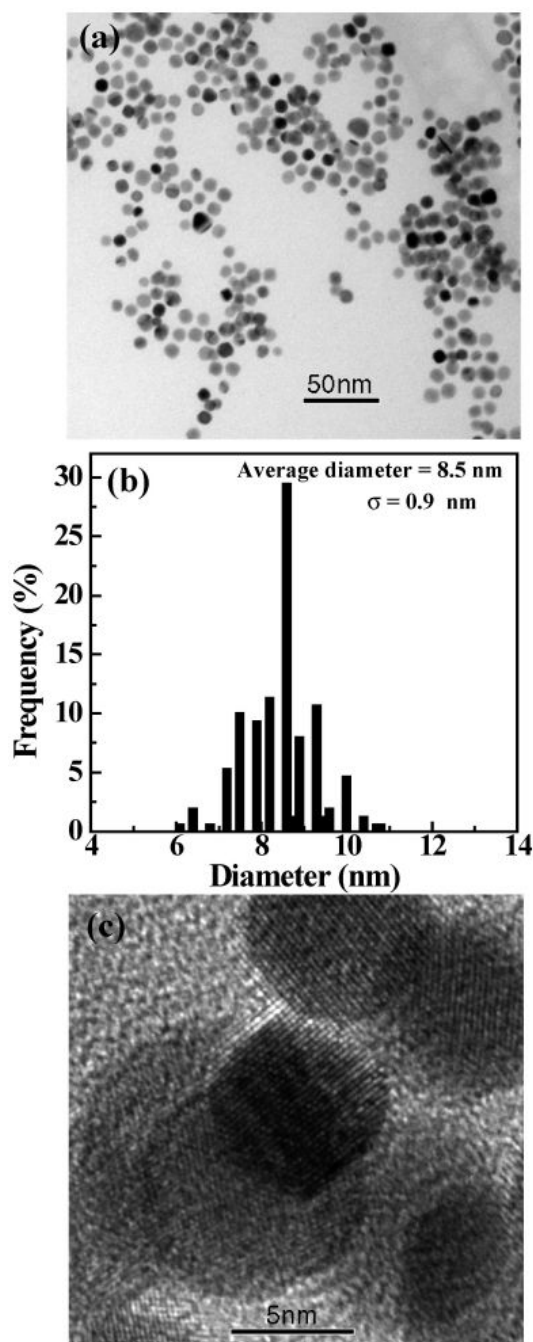 (a)
50nm
(b)
Average diameter = 8.5 nm
σ = 0.9 nm
30
25
20
15
10
5
0
Frequency (%)
4 6 8 10 12 14
Diameter (nm)
(c)
5nm